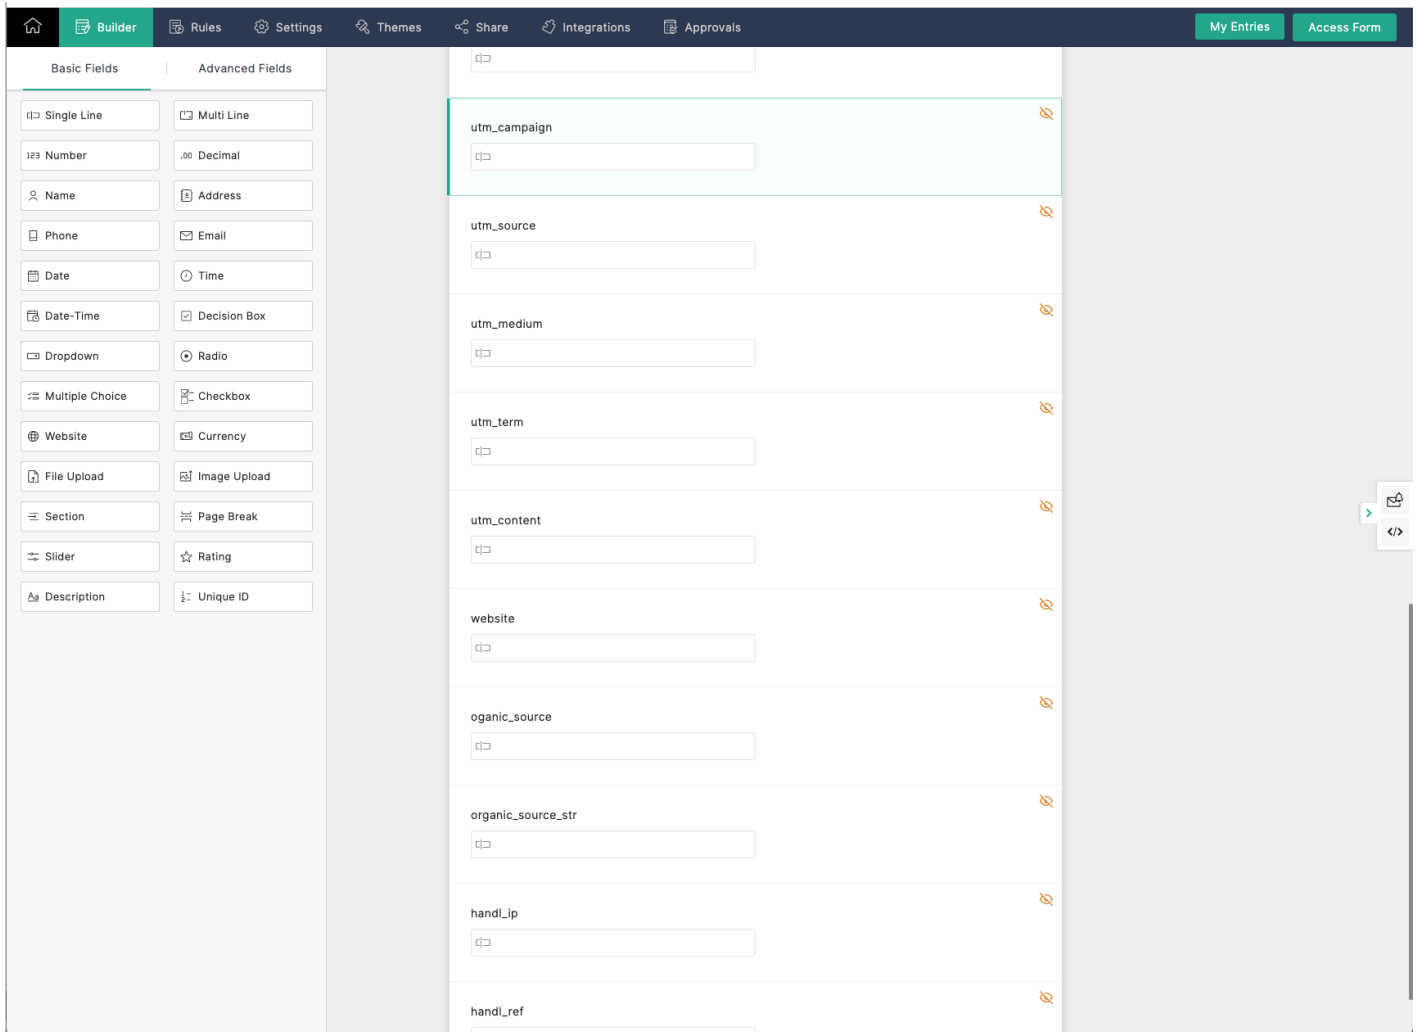 Builder
Rules
Settings
Themes
Share
Integrations
Approvals
My Entries
Access Form
Basic Fields
Advanced Fields
Single Line
Multi Line
123 Number
.00 Decimal
Name
Address
Phone
Email
Date
Time
Date-Time
Decision Box
Dropdown
Radio
Multiple Choice
Checkbox
Website
Currency
File Upload
Image Upload
Section
Page Break
Slider
Rating
Aa Description
Unique ID
utm_campaign
utm_source
utm_medium
utm_term
utm_content
website
oganic_source
organic_source_str
handl_ip
handl_ref